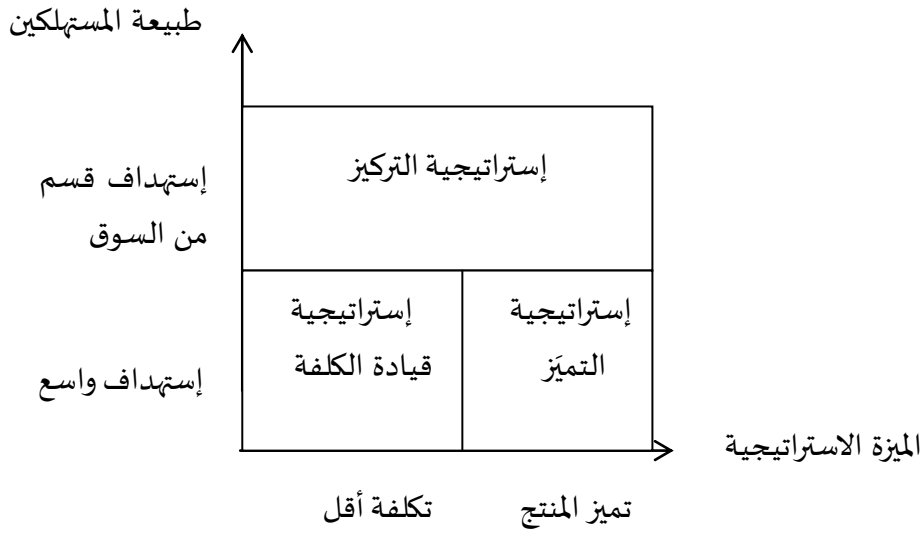 طبيعة المستهلكين
إستراتيجية التركيز
إستهداف قسم
من السوق
إستراتيجية
التميَز
إستراتيجية
قيادة الكلفة
إستهداف واسع
الميزة الاستراتيجية
تميز المنتج
تكلفة أقل